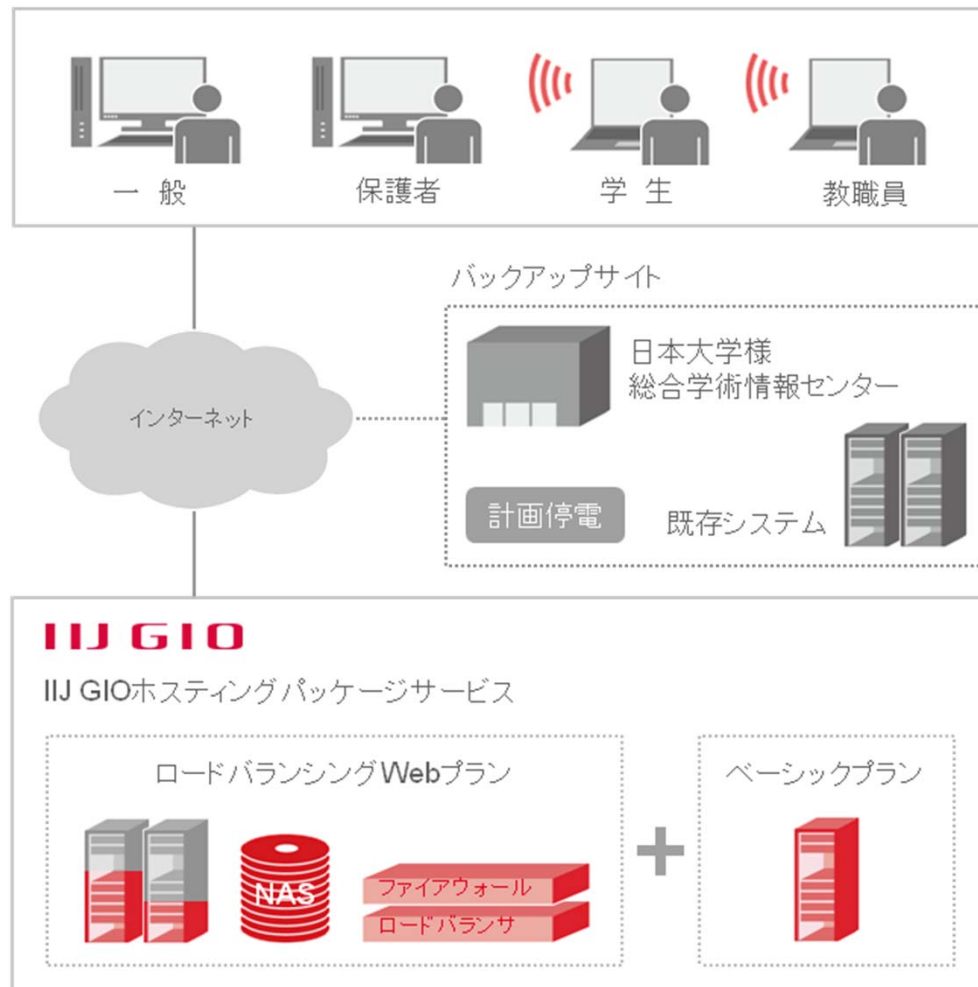 一 般
保護者
学 生
教職員
バックアップサイト
日本大学様
総合学術情報センター
インターネット
計画停電
既存システム
IIJ GIO
IIJ GIOホスティングパッケージサービス
ロードバランシングWebプラン
ベーシックプラン
NAS
ファイアウォール
ロードバランサ